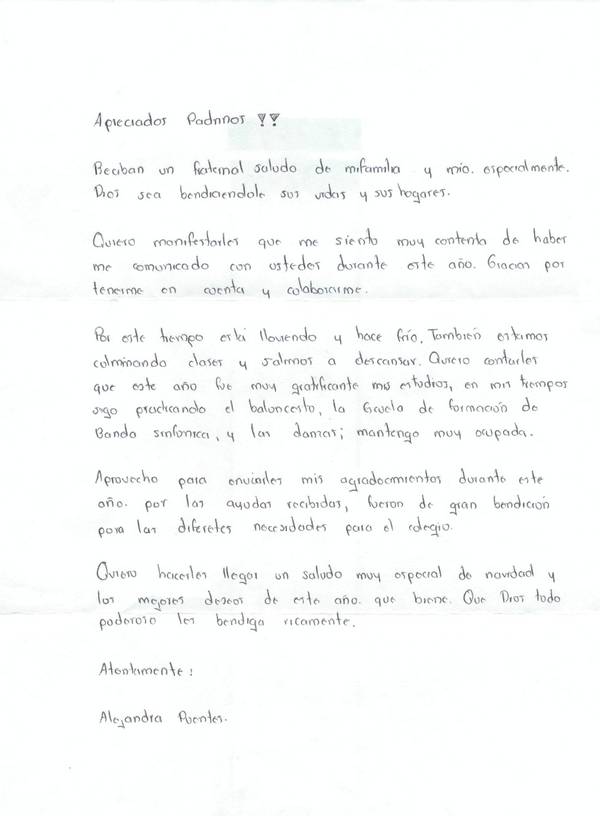 Apreciados Padrinos !!
Reciban un fraternal saludo de mifamilia y mio. especialmente.
Dios sea bendiciendole sus vidas y sus hogares.
Quiero manifestarles que me siento muy contenta de haber
me comunicado con ustedes durante este año. Gracias por
tenerme en cuenta y colaborarme.
Por este tiempo está lloviendo y hace frío. También estamos
culminando clases y salimos a descansar. Quiero contarles
que este año fue muy gratificante mis estudios, en mis tiempos
sigo practicando el baloncesto, la Escuela de formación de
Banda sinfonica, y las danzas; mantengo muy ocupada.
Aprovecho para enviarles mis agradecimientos durante este
año. por las ayudas recibidas, fueron de gran bendición
para las diferetes necesidades para el colegio.
Quiero hacerles llegar un saludo muy especial de navidad y
los mejores deseos de este año. que biene. Que Dios todo
poderoso les bendiga ricamente.
Atentamente:
Alejandra Puentes.